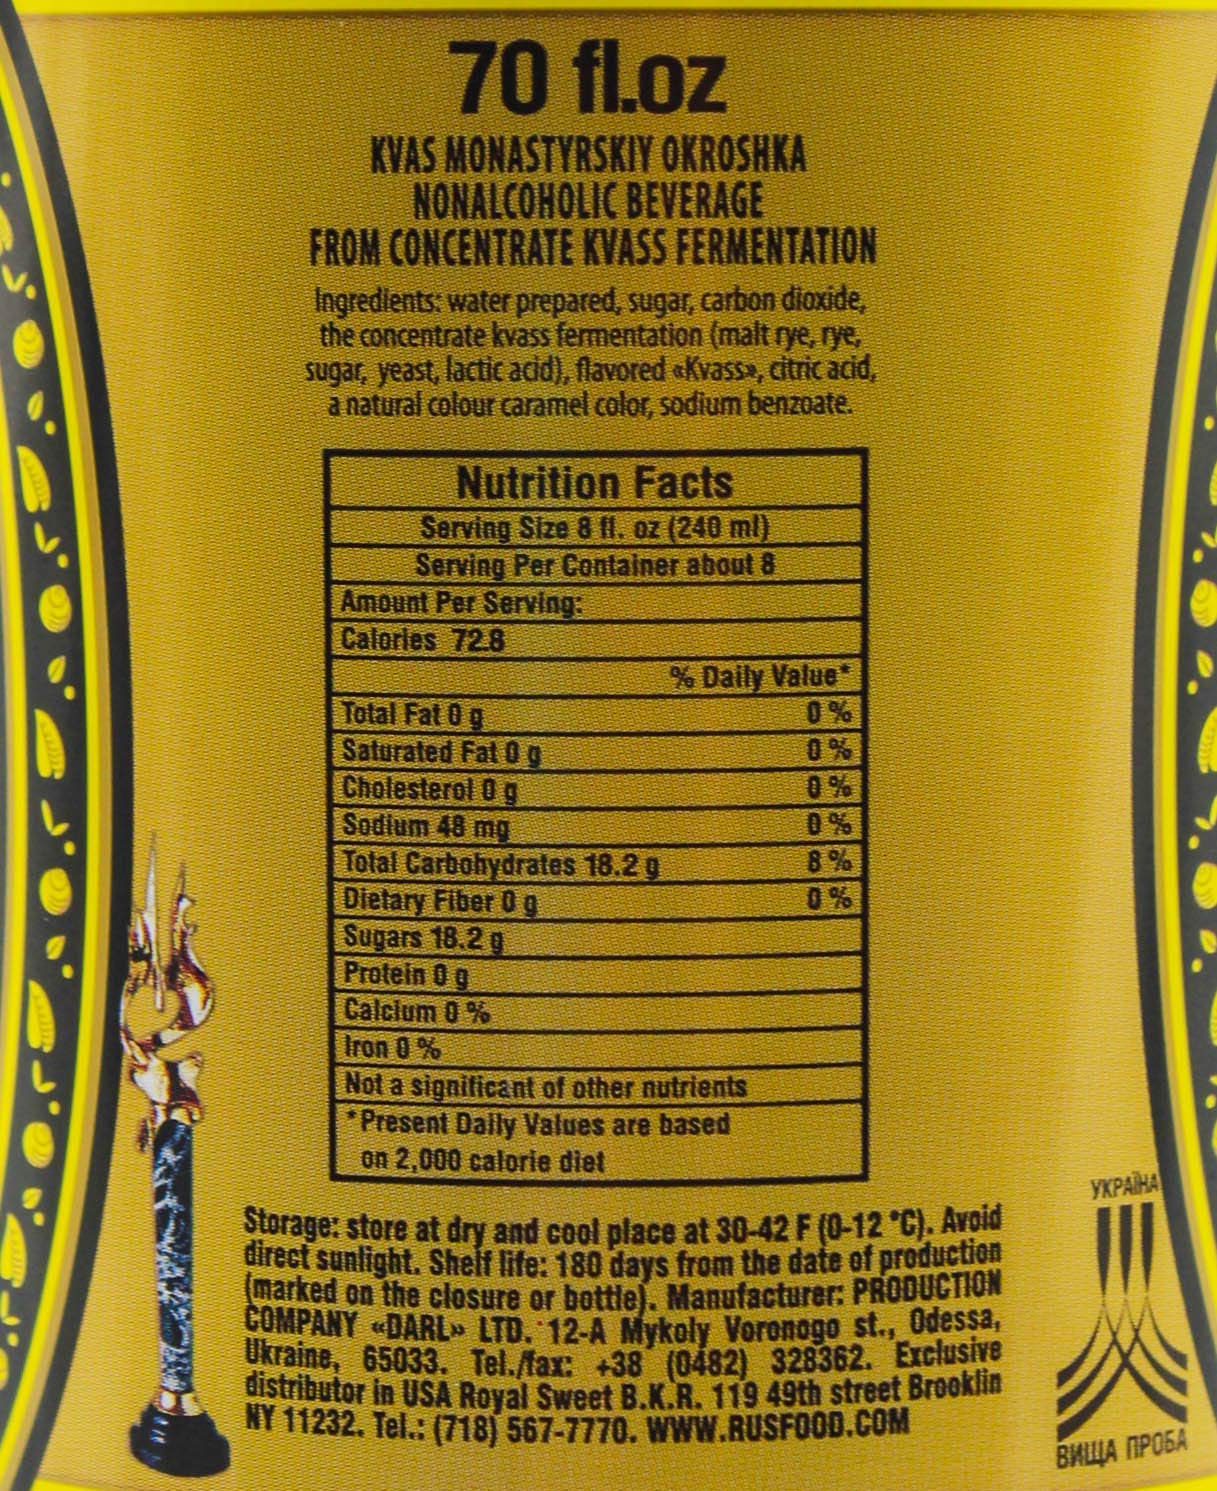 70 fl.oz
KVAS MONASTYRSKIY OKROSHKA
NONALCOHOLIC BEVERAGE
FROM CONCENTRATE KVASS FERMENTATION
Ingredients: water prepared, sugar, carbon dioxide,
the concentrate kvass fermentation (malt rye, rye,
sugar, yeast, lactic acid), flavored «Kvass», citric acid,
a natural colour caramel color, sodium benzoate.
Nutrition Facts
Serving Size 8 fl. oz (240 ml)
Serving Per Container about 8
Amount Per Serving:
Calories 72.8
% Daily Value*
Total Fat 0 g 0 %
Saturated Fat 0 g 0 %
Cholesterol 0 g 0 %
Sodium 48 mg 0 %
Total Carbohydrates 18.2 g 8 %
Dietary Fiber 0 g 0 %
Sugars 18.2 g
Protein 0 g
Calcium 0 %
Iron 0 %
Not a significant of other nutrients
*Present Daily Values are based
on 2,000 calorie diet
Storage: store at dry and cool place at 30-42 F (0-12 °C). Avoid
direct sunlight. Shelf life: 180 days from the date of production
(marked on the closure or bottle). Manufacturer: PRODUCTION
COMPANY «DARL» LTD. 12-A Mykoly Voronogo st., Odessa,
Ukraine, 65033. Tel./fax: +38 (0482) 328362. Exclusive
distributor in USA Royal Sweet B.K.R. 119 49th street Brooklin
NY 11232. Tel.: (718) 567-7770. WWW.RUSFOOD.COM
УКРАЇНА
ВИЩА ПРОБА